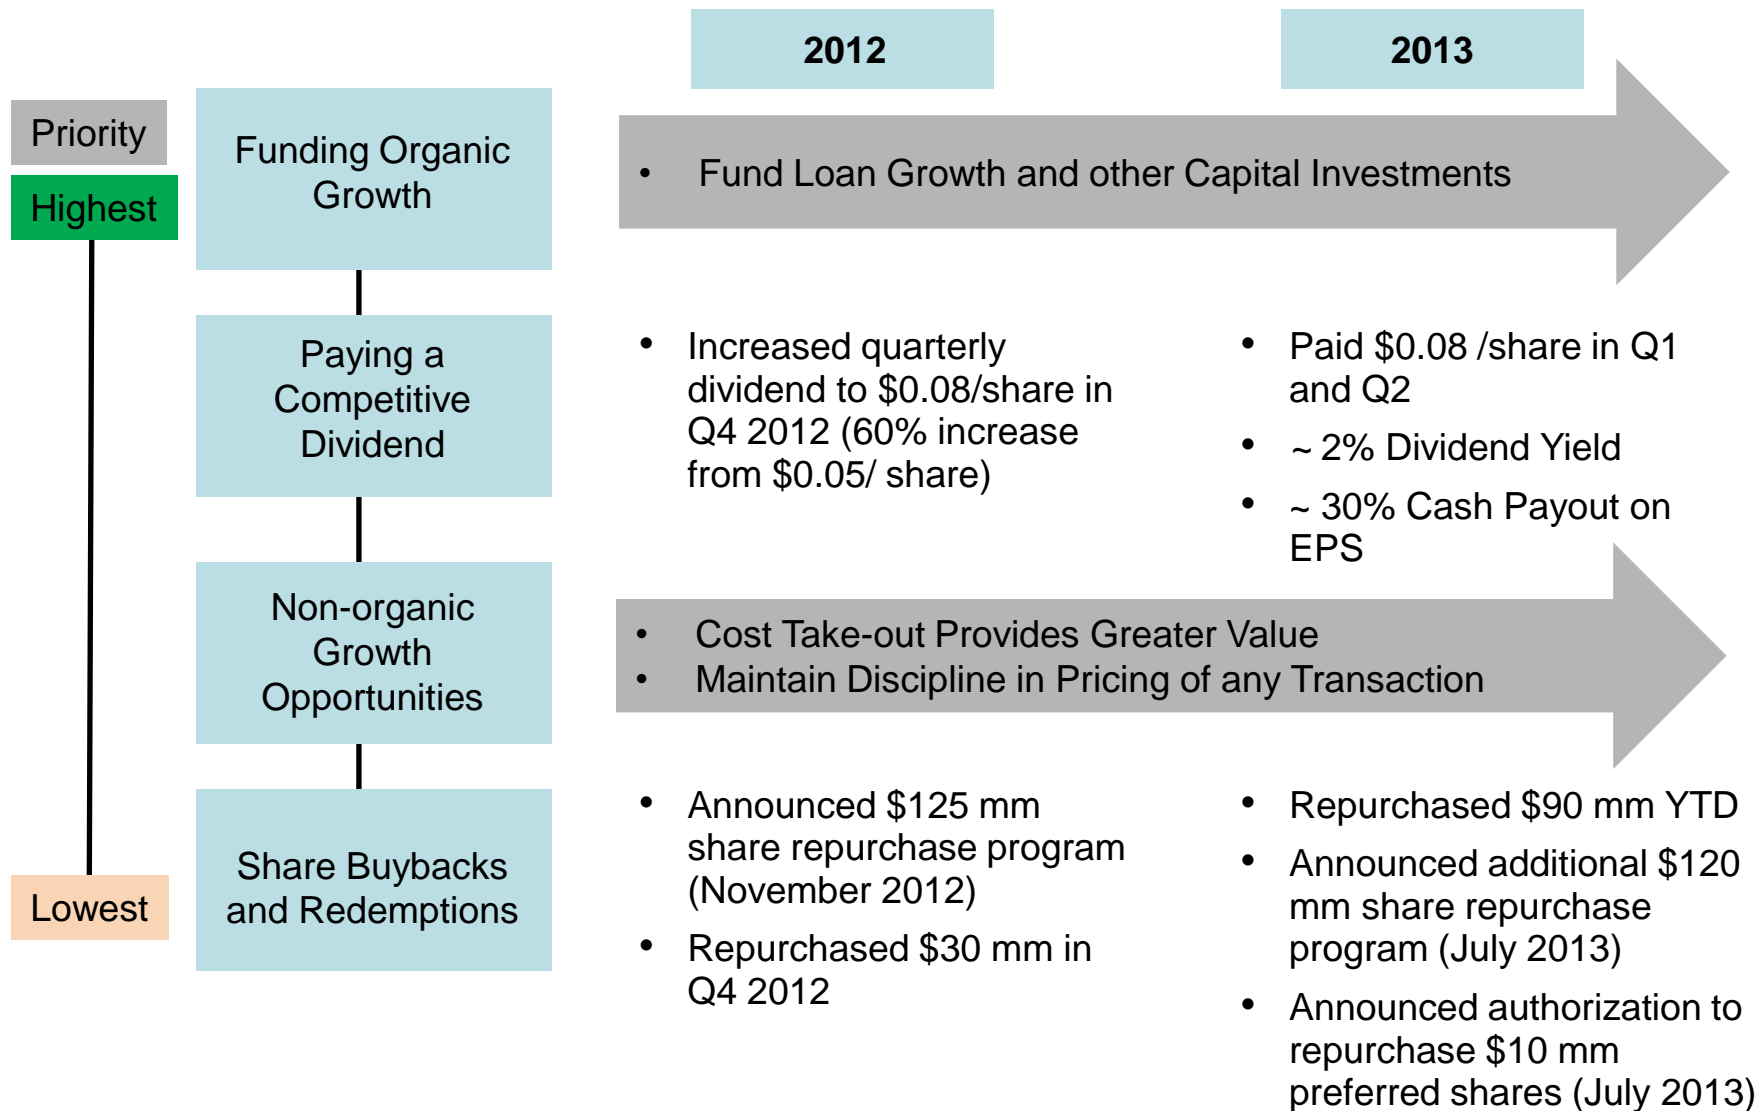 2012
2013
Priority
Highest
Lowest
Funding Organic
Growth
• Fund Loan Growth and other Capital Investments
Paying a
Competitive
Dividend
• Increased quarterly
dividend to $0.08/share in
Q4 2012 (60% increase
from $0.05/ share)
• Paid $0.08 /share in Q1
and Q2
• ~ 2% Dividend Yield
• ~ 30% Cash Payout on
EPS
Non-organic
Growth
Opportunities
• Cost Take-out Provides Greater Value
• Maintain Discipline in Pricing of any Transaction
Share Buybacks
and Redemptions
• Announced $125 mm
share repurchase program
(November 2012)
• Repurchased $30 mm in
Q4 2012
• Repurchased $90 mm YTD
• Announced additional $120
mm share repurchase
program (July 2013)
• Announced authorization to
repurchase $10 mm
preferred shares (July 2013)